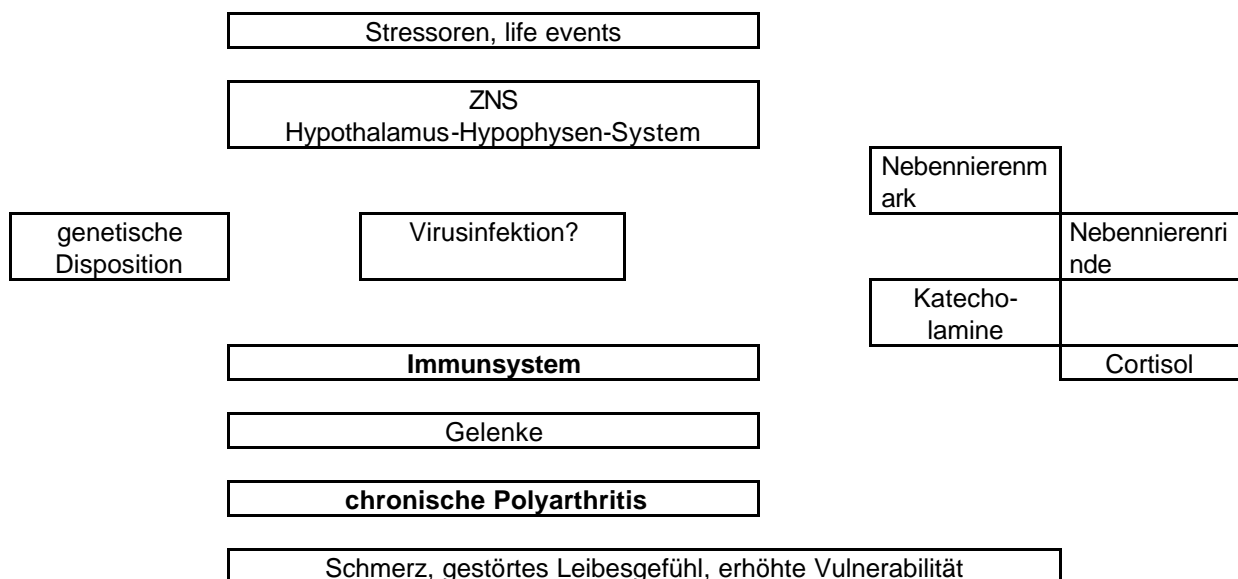 Stressoren, life events
ZNS
Hypothalamus-Hypophysen-System
Nebennierenm
ark
genetische
Disposition
Virusinfektion?
Nebennierenri
nde
Katecho-
lamine
Immunsystem
Cortisol
Gelenke
chronische Polyarthritis
Schmerz, gestörtes Leibesgefühl, erhöhte Vulnerabilität